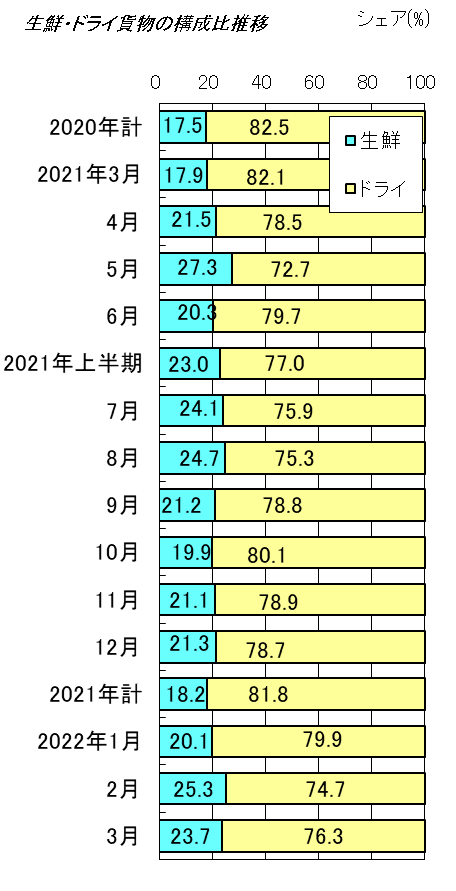 生鮮・ドライ貨物の構成比推移
シェア(%)
0 20 40 60 80 100
2020年計 17.5 82.5
生鮮
2021年3月 17.9 82.1
ドライ
4月 21.5 78.5
5月 27.3 72.7
6月 20.3 79.7
2021年上半期 23.0 77.0
7月 24.1 75.9
8月 24.7 75.3
9月 21.2 78.8
10月 19.9 80.1
11月 21.1 78.9
12月 21.3 78.7
2021年計 18.2 81.8
2022年1月 20.1 79.9
2月 25.3 74.7
3月 23.7 76.3